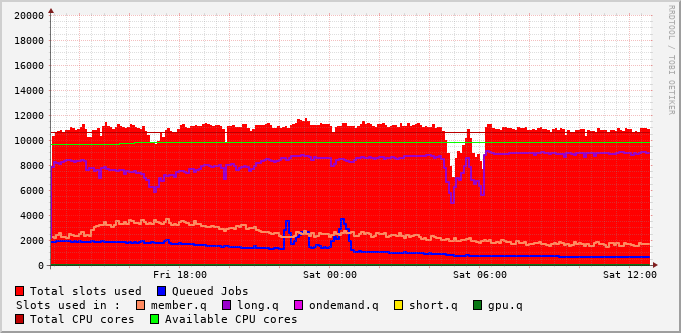 20000
18000
16000
14000
12000
10000
8000
6000
4000
2000
0
Fri 18:00 Sat 00:00 Sat 06:00 Sat 12:00
RRDTOOL / TOBI OETIKER
Total slots used Queued Jobs
Slots used in : member.q long.q ondemand.q short.q gpu.q
Total CPU cores Available CPU cores